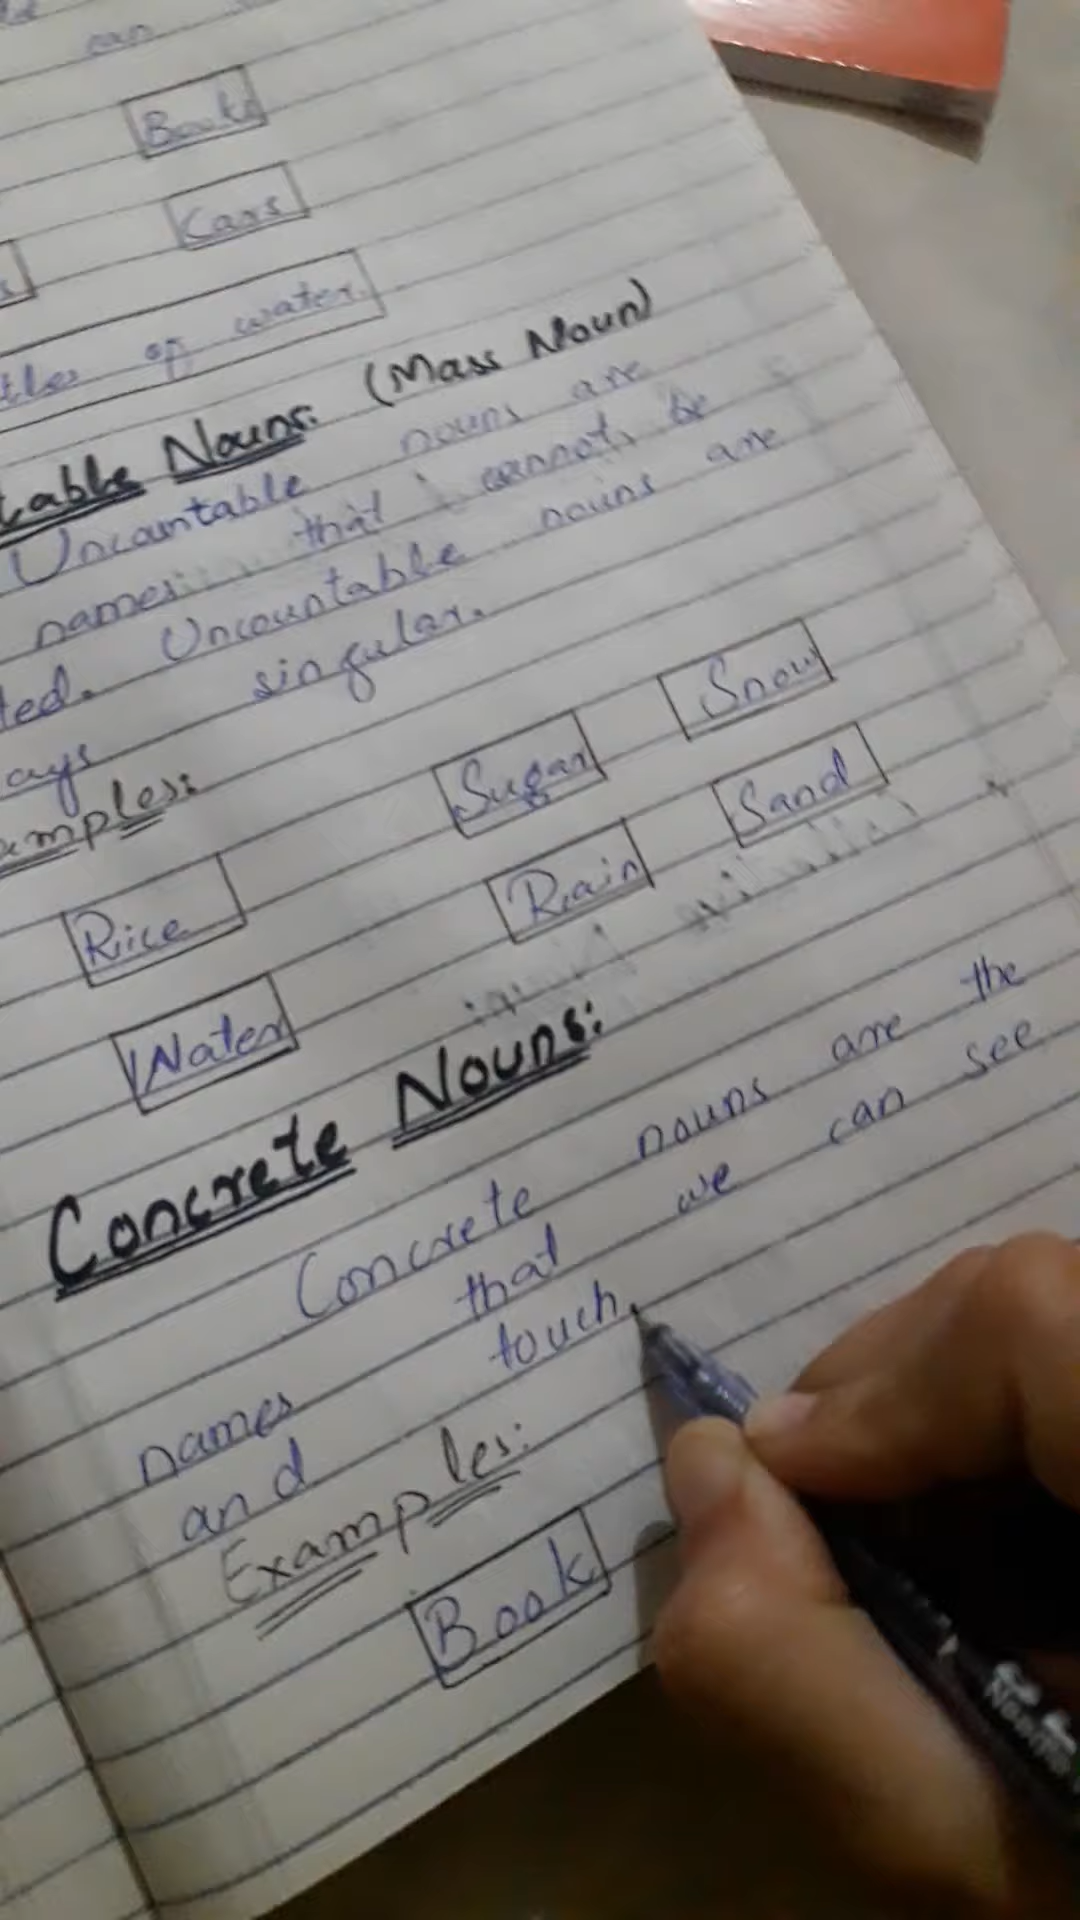 can
Books
Cars
of water.
Nouns: (Mass Noun)
Uncountable nouns are
names that cannot be
Uncountable nouns are
singular.
Snow
Sugar
Sand
Rain
Rice
Water
Concrete Nouns:
Concrete nouns are the
names that we can see
and touch.
Examples:
Book